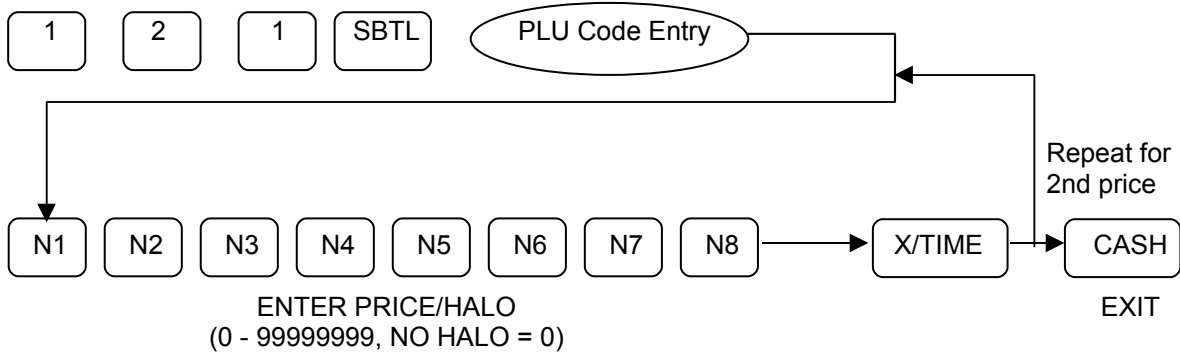 1 2 1 SBTL PLU Code Entry
Repeat for
2nd price
N1 N2 N3 N4 N5 N6 N7 N8 X/TIME CASH
ENTER PRICE/HALO EXIT
(0 - 99999999, NO HALO = 0)